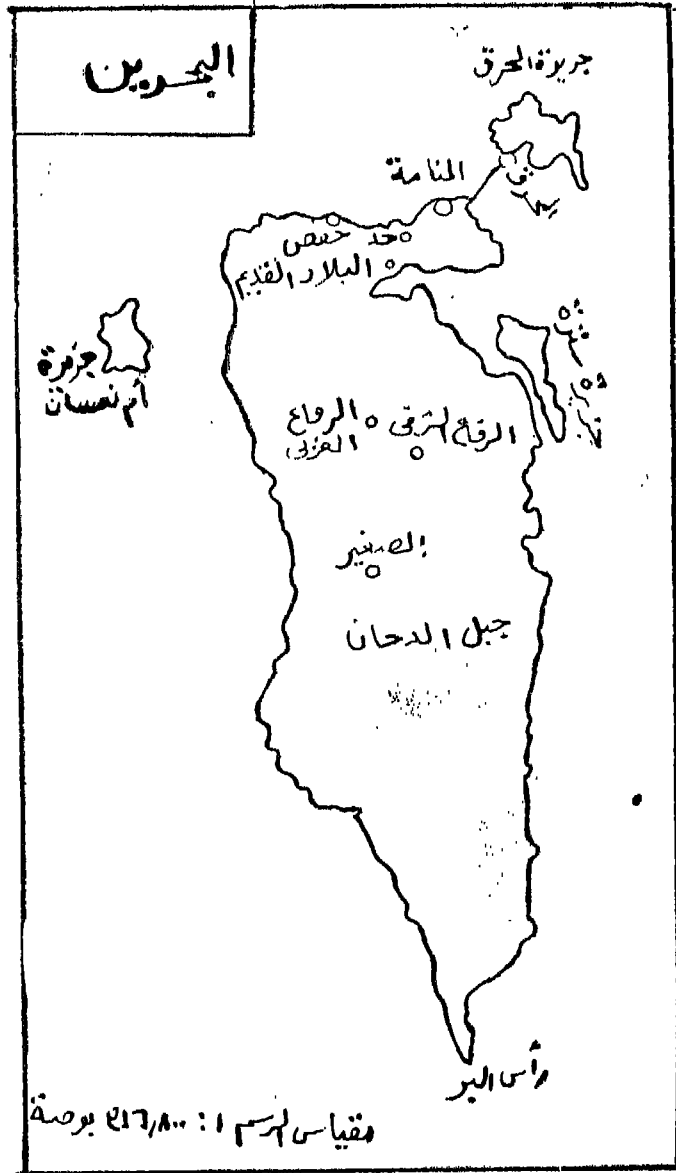 البحرين
جزيرة المحرق
المنامة
جد حفص
البلاد القديم
جزيرة
أم نعسان
الرفاع
الغربي
الرفاع الشرقي
الصخير
جبل الدخان
رأس البر
مقياس الرسم ١ : ٣١٦٫٨٠٠ بوصة